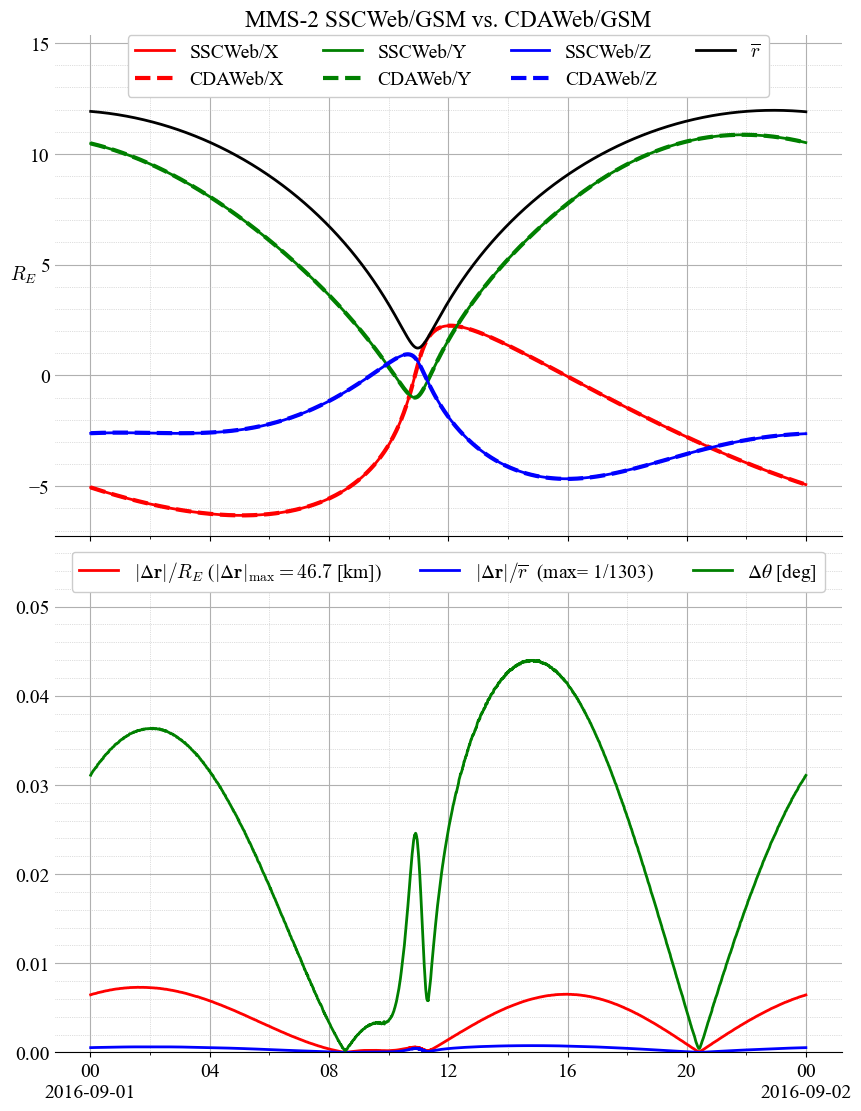 MMS-2 SSCWeb/GSM vs. CDAWeb/GSM
SSCWeb/X SSCWeb/Y SSCWeb/Z r̅
CDAWeb/X CDAWeb/Y CDAWeb/Z
15
10
5
R_E
0
−5
|Δr|/R_E (|Δr|max = 46.7 [km]) |Δr|/r̅ (max= 1/1303) Δθ [deg]
0.05
0.04
0.03
0.02
0.01
0.00
00 04 08 12 16 20 00
2016-09-01 2016-09-02